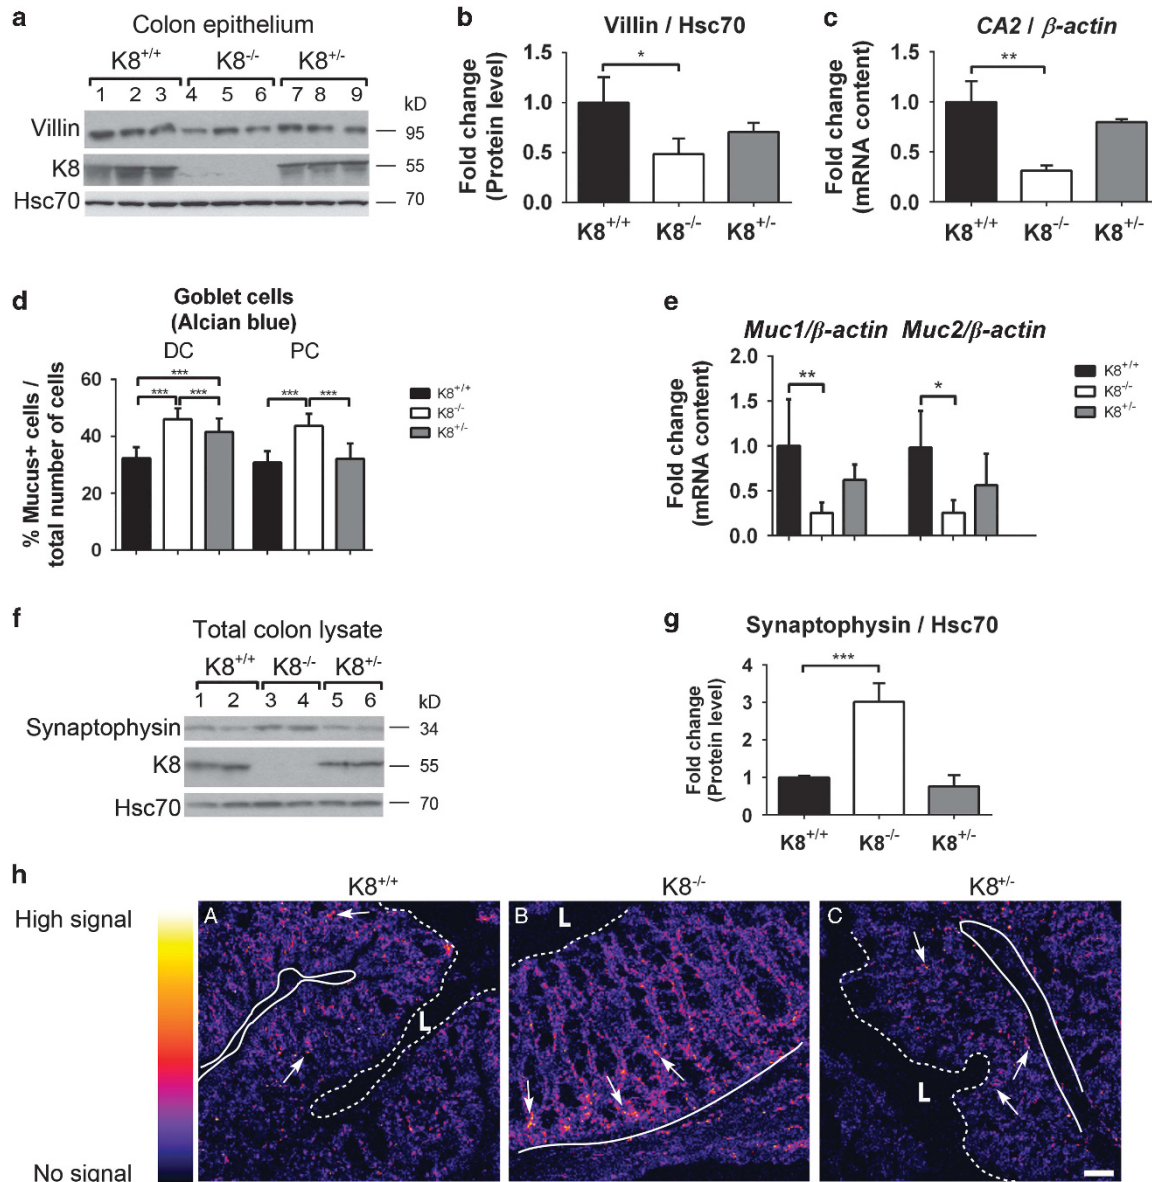 a
Colon epithelium
K8+/+ K8-/- K8+/-
1 2 3 4 5 6 7 8 9 kD
Villin 95
K8 55
Hsc70 70
b
Villin / Hsc70
Fold change
(Protein level)
1.5
1.0
0.5
0.0
*
K8+/+ K8-/- K8+/-
c
CA2 / β-actin
Fold change
(mRNA content)
1.5
1.0
0.5
0.0
**
K8+/+ K8-/- K8+/-
d
Goblet cells
(Alcian blue)
DC PC
% Mucus+ cells /
total number of cells
60
40
20
0
***
*** *** *** ***
K8+/+
K8-/-
K8+/-
e
Muc1/β-actin Muc2/β-actin
Fold change
(mRNA content)
2.0
1.5
1.0
0.5
0.0
** *
K8+/+
K8-/-
K8+/-
f
Total colon lysate
K8+/+ K8-/- K8+/-
1 2 3 4 5 6 kD
Synaptophysin 34
K8 55
Hsc70 70
g
Synaptophysin / Hsc70
Fold change
(Protein level)
4
3
2
1
0
***
K8+/+ K8-/- K8+/-
h
K8+/+ K8-/- K8+/-
High signal
No signal
A B C
L L L